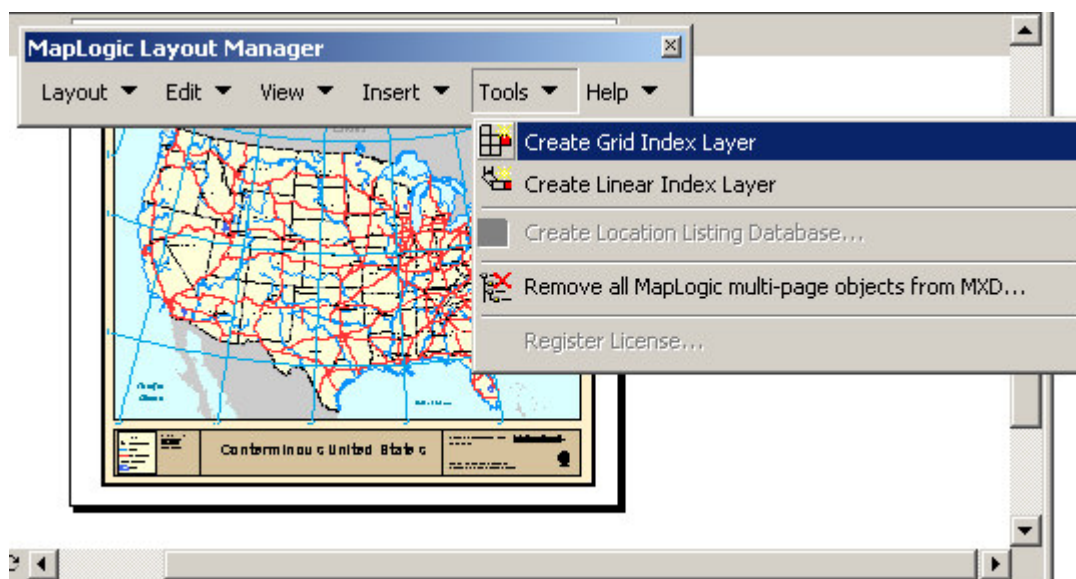 MapLogic Layout Manager
Layout Edit View Insert Tools Help
Create Grid Index Layer
Create Linear Index Layer
Create Location Listing Database...
Remove all MapLogic multi-page objects from MXD...
Register License...
Conterminous United States